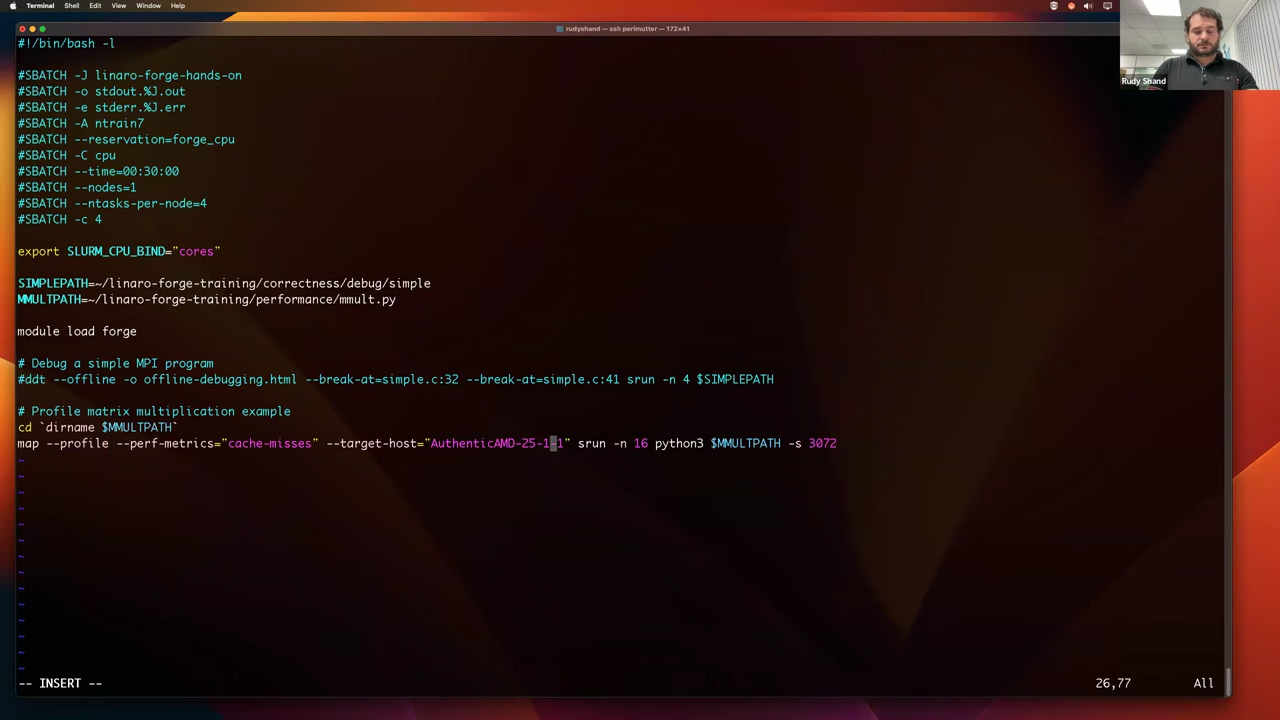 Terminal Shell Edit View Window Help
rudyshand — ssh perlmutter — 172×41
Rudy Shand
#!/bin/bash -l
#SBATCH -J linaro-forge-hands-on
#SBATCH -o stdout.%J.out
#SBATCH -e stderr.%J.err
#SBATCH -A ntrain7
#SBATCH --reservation=forge_cpu
#SBATCH -C cpu
#SBATCH --time=00:30:00
#SBATCH --nodes=1
#SBATCH --ntasks-per-node=4
#SBATCH -c 4
export SLURM_CPU_BIND="cores"
SIMPLEPATH=~/linaro-forge-training/correctness/debug/simple
MMULTPATH=~/linaro-forge-training/performance/mmult.py
module load forge
# Debug a simple MPI program
#ddt --offline -o offline-debugging.html --break-at=simple.c:32 --break-at=simple.c:41 srun -n 4 $SIMPLEPATH
# Profile matrix multiplication example
cd `dirname $MMULTPATH`
map --profile --perf-metrics="cache-misses" --target-host="AuthenticAMD-25-1-1" srun -n 16 python3 $MMULTPATH -s 3072
~
~
~
~
~
~
~
~
~
~
~
~
~
~
-- INSERT -- 26,77 All